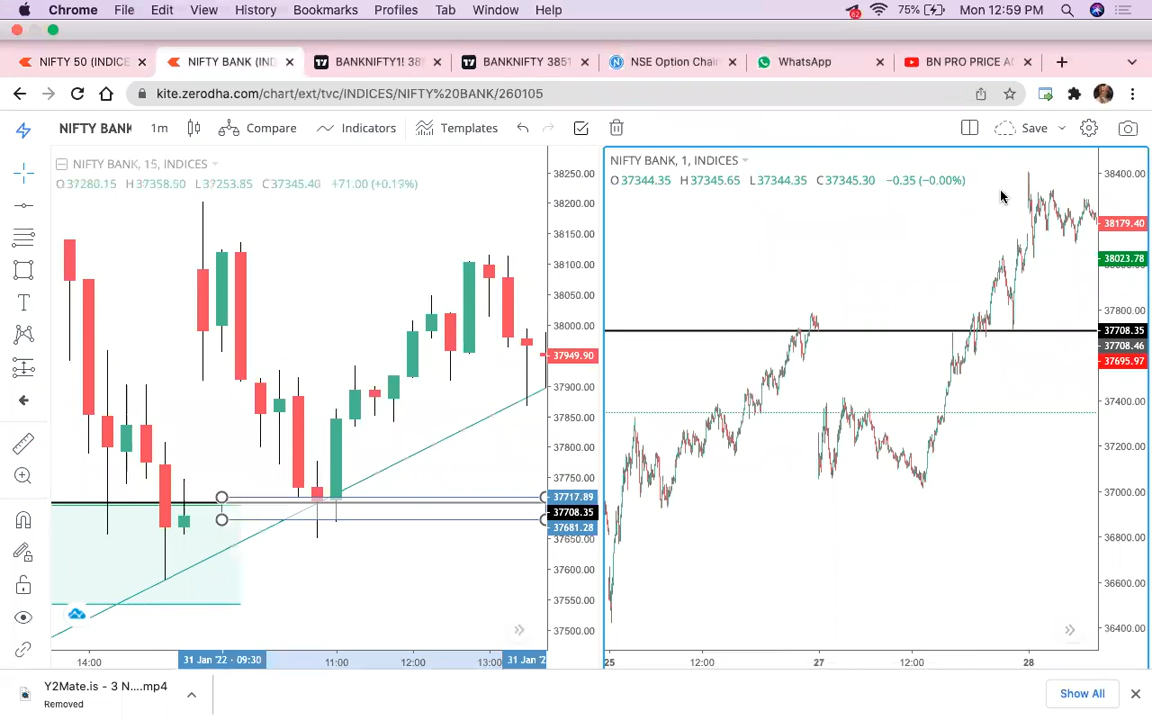 Chrome File Edit View History Bookmarks Profiles Tab Window Help 62 75% Mon 12:59 PM
NIFTY 50 (INDICE × NIFTY BANK (IND × BANKNIFTY1! 38 × BANKNIFTY 385 × NSE Option Chai × WhatsApp × BN PRO PRICE A × +
kite.zerodha.com/chart/ext/tvc/INDICES/NIFTY%20BANK/260105
NIFTY BANK 1m Compare Indicators Templates Save
NIFTY BANK, 15, INDICES
O37280.15 H37358.60 L37253.85 C37345.40 +71.00 (+0.19%)
38250.00
38200.00
38150.00
38100.00
38050.00
38000.00
37949.90
37900.00
37850.00
37800.00
37750.00
37717.89
37708.35
37681.28
37650.00
37600.00
37550.00
37500.00
14:00 31 Jan '22 - 09:30 11:00 12:00 13:00 31 Jan '2
NIFTY BANK, 1, INDICES
O37344.35 H37345.65 L37344.35 C37345.30 −0.35 (−0.00%)
38400.00
38179.40
38023.78
37800.00
37708.35
37708.46
37695.97
37400.00
37200.00
37000.00
36800.00
36600.00
36400.00
25 12:00 27 12:00 28
Y2Mate.is - 3 N....mp4
Removed
Show All